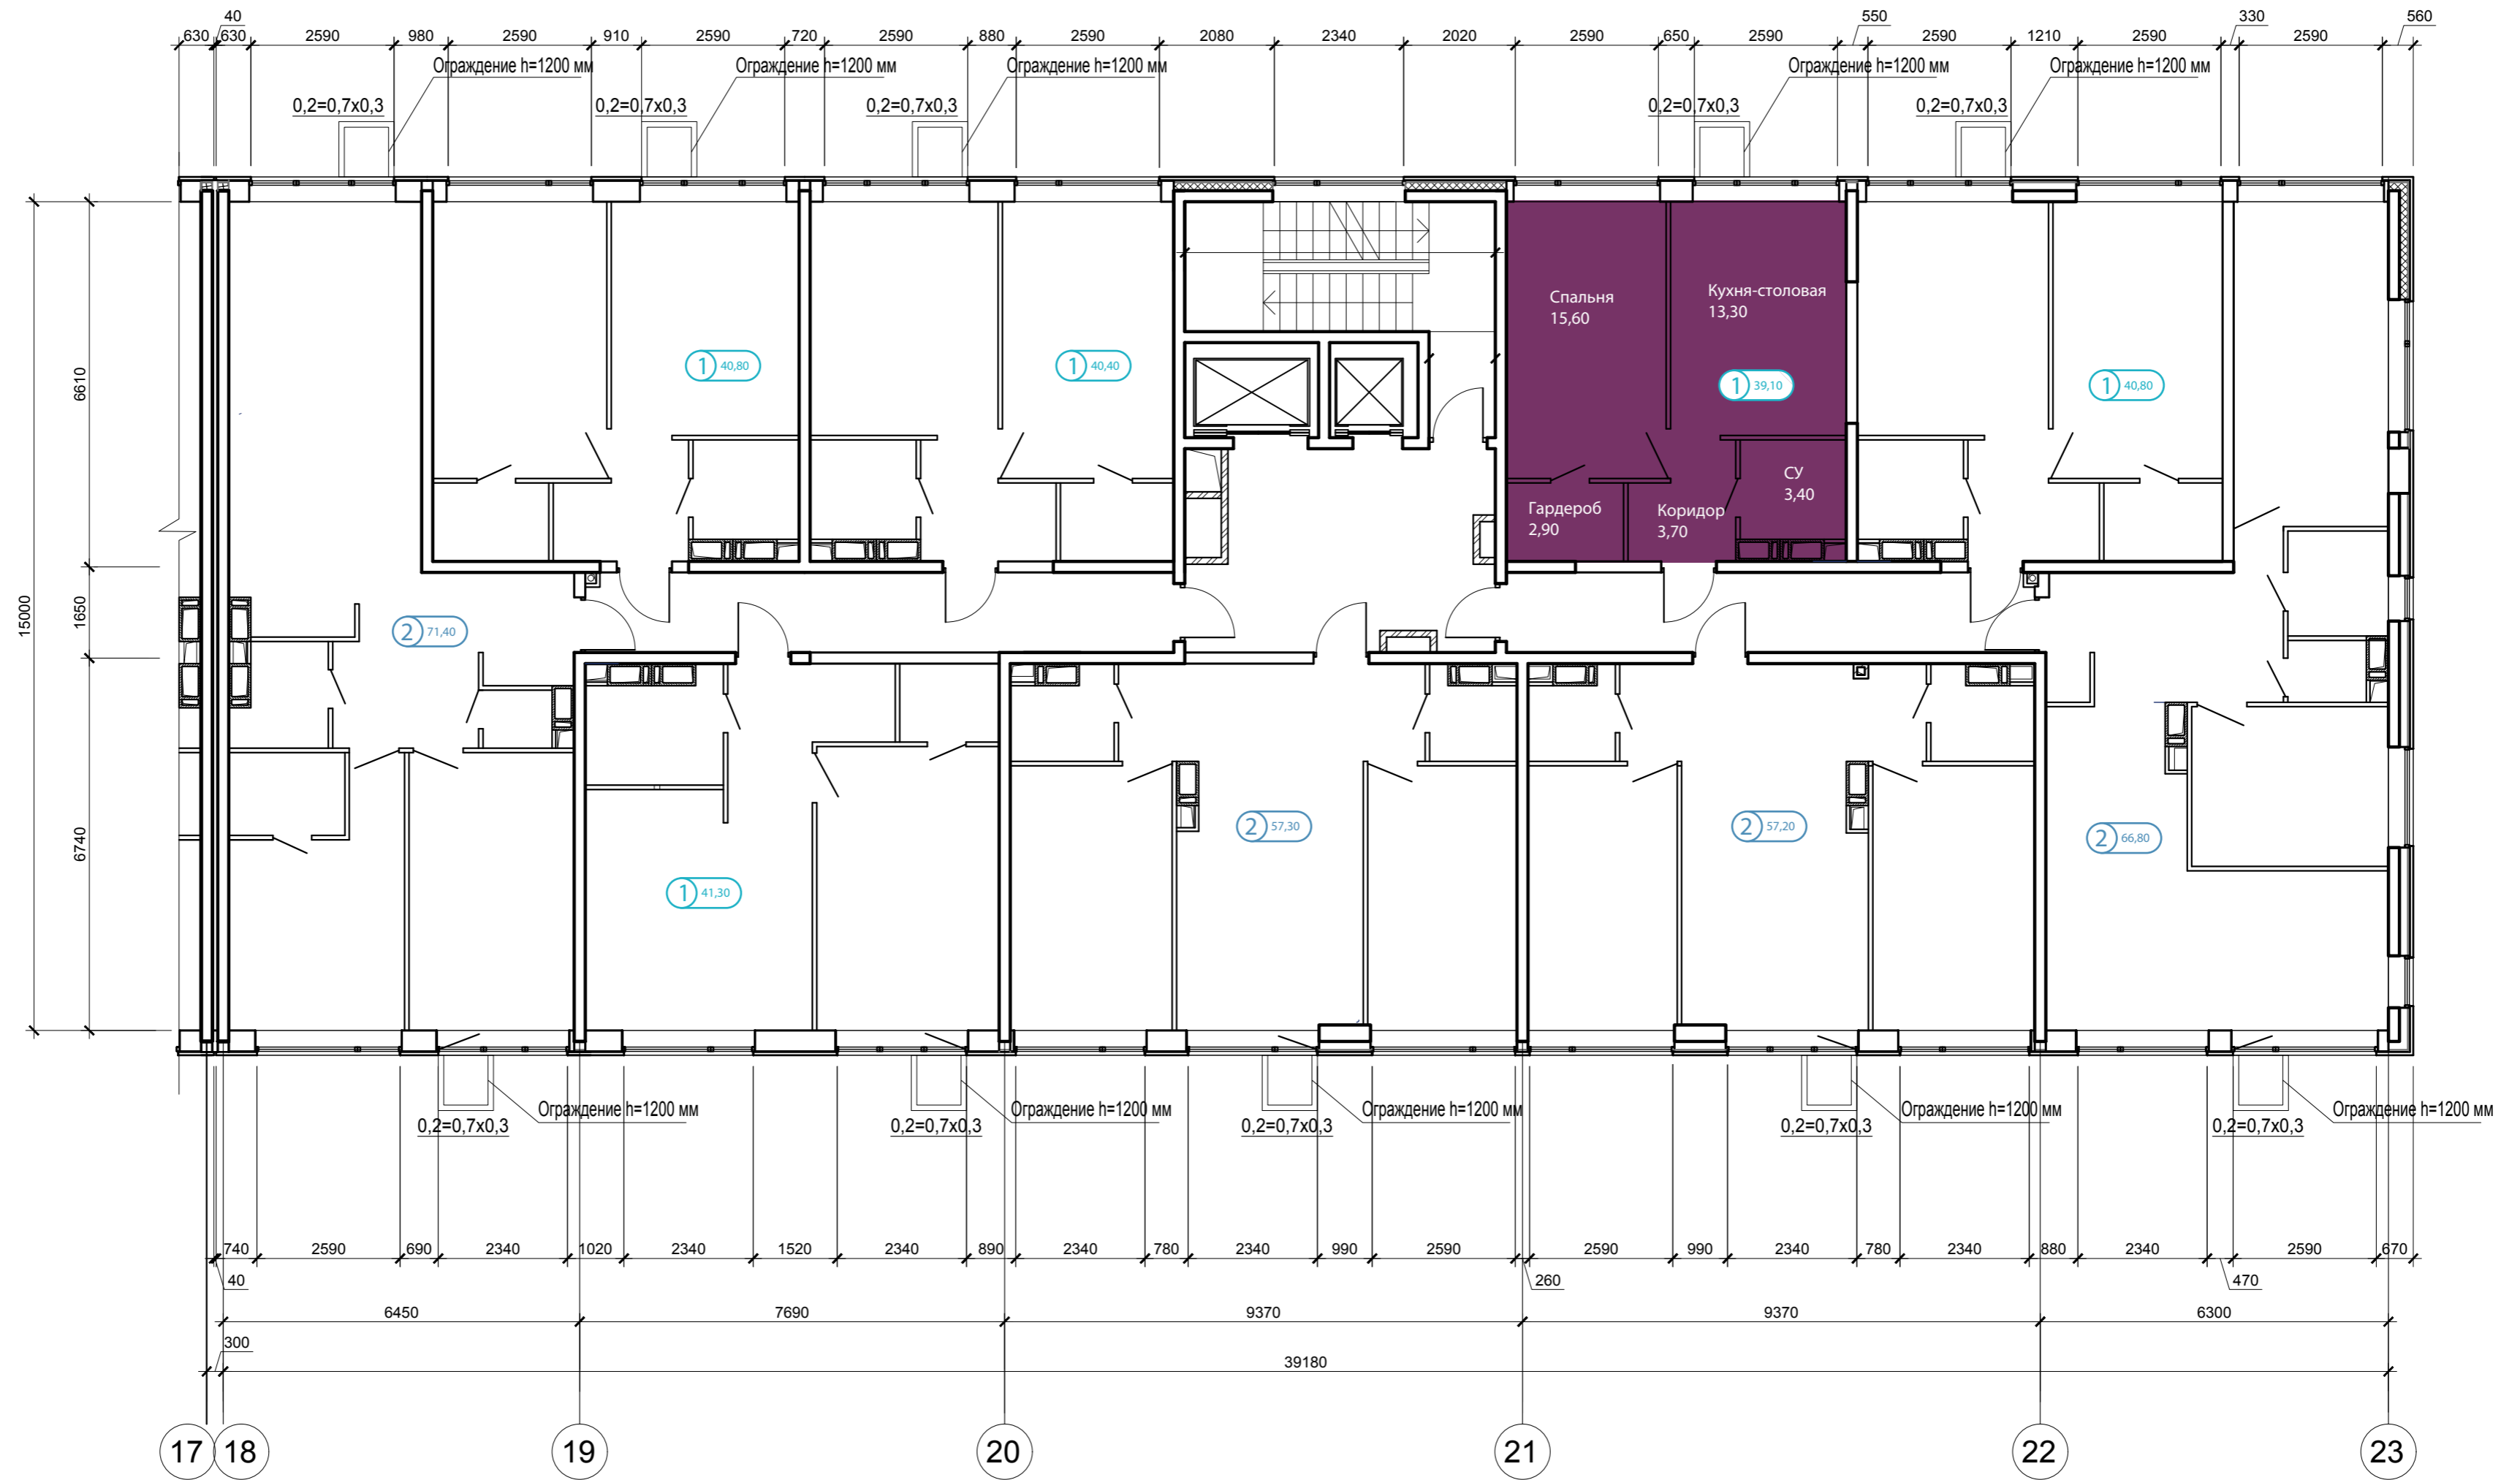 40 550 330 560
630 630 2590 980 2590 910 2590 720 2590 880 2590 2080 2340 2020 2590 650 2590 2590 1210 2590 2590
Ограждение h=1200 мм Ограждение h=1200 мм Ограждение h=1200 мм Ограждение h=1200 мм Ограждение h=1200 мм
0,2=0,7x0,3 0,2=0,7x0,3 0,2=0,7x0,3 0,2=0,7x0,3 0,2=0,7x0,3
Спальня
15,60
Кухня-столовая
13,30
1 40,80
1 40,40
1 39,10
1 40,80
6610
СУ
3,40
Гардероб
2,90
Коридор
3,70
15000
1650
2 71,40
6740
2 57,30
2 57,20
2 66,80
1 41,30
Ограждение h=1200 мм Ограждение h=1200 мм Ограждение h=1200 мм Ограждение h=1200 мм Ограждение h=1200 мм
0,2=0,7x0,3 0,2=0,7x0,3 0,2=0,7x0,3 0,2=0,7x0,3 0,2=0,7x0,3
740 2590 690 2340 1020 2340 1520 2340 890 2340 780 2340 990 2590 2590 990 2340 780 2340 880 2340 2590 670
40 260 470
6450 7690 9370 9370 6300
300
39180
17 18 19 20 21 22 23